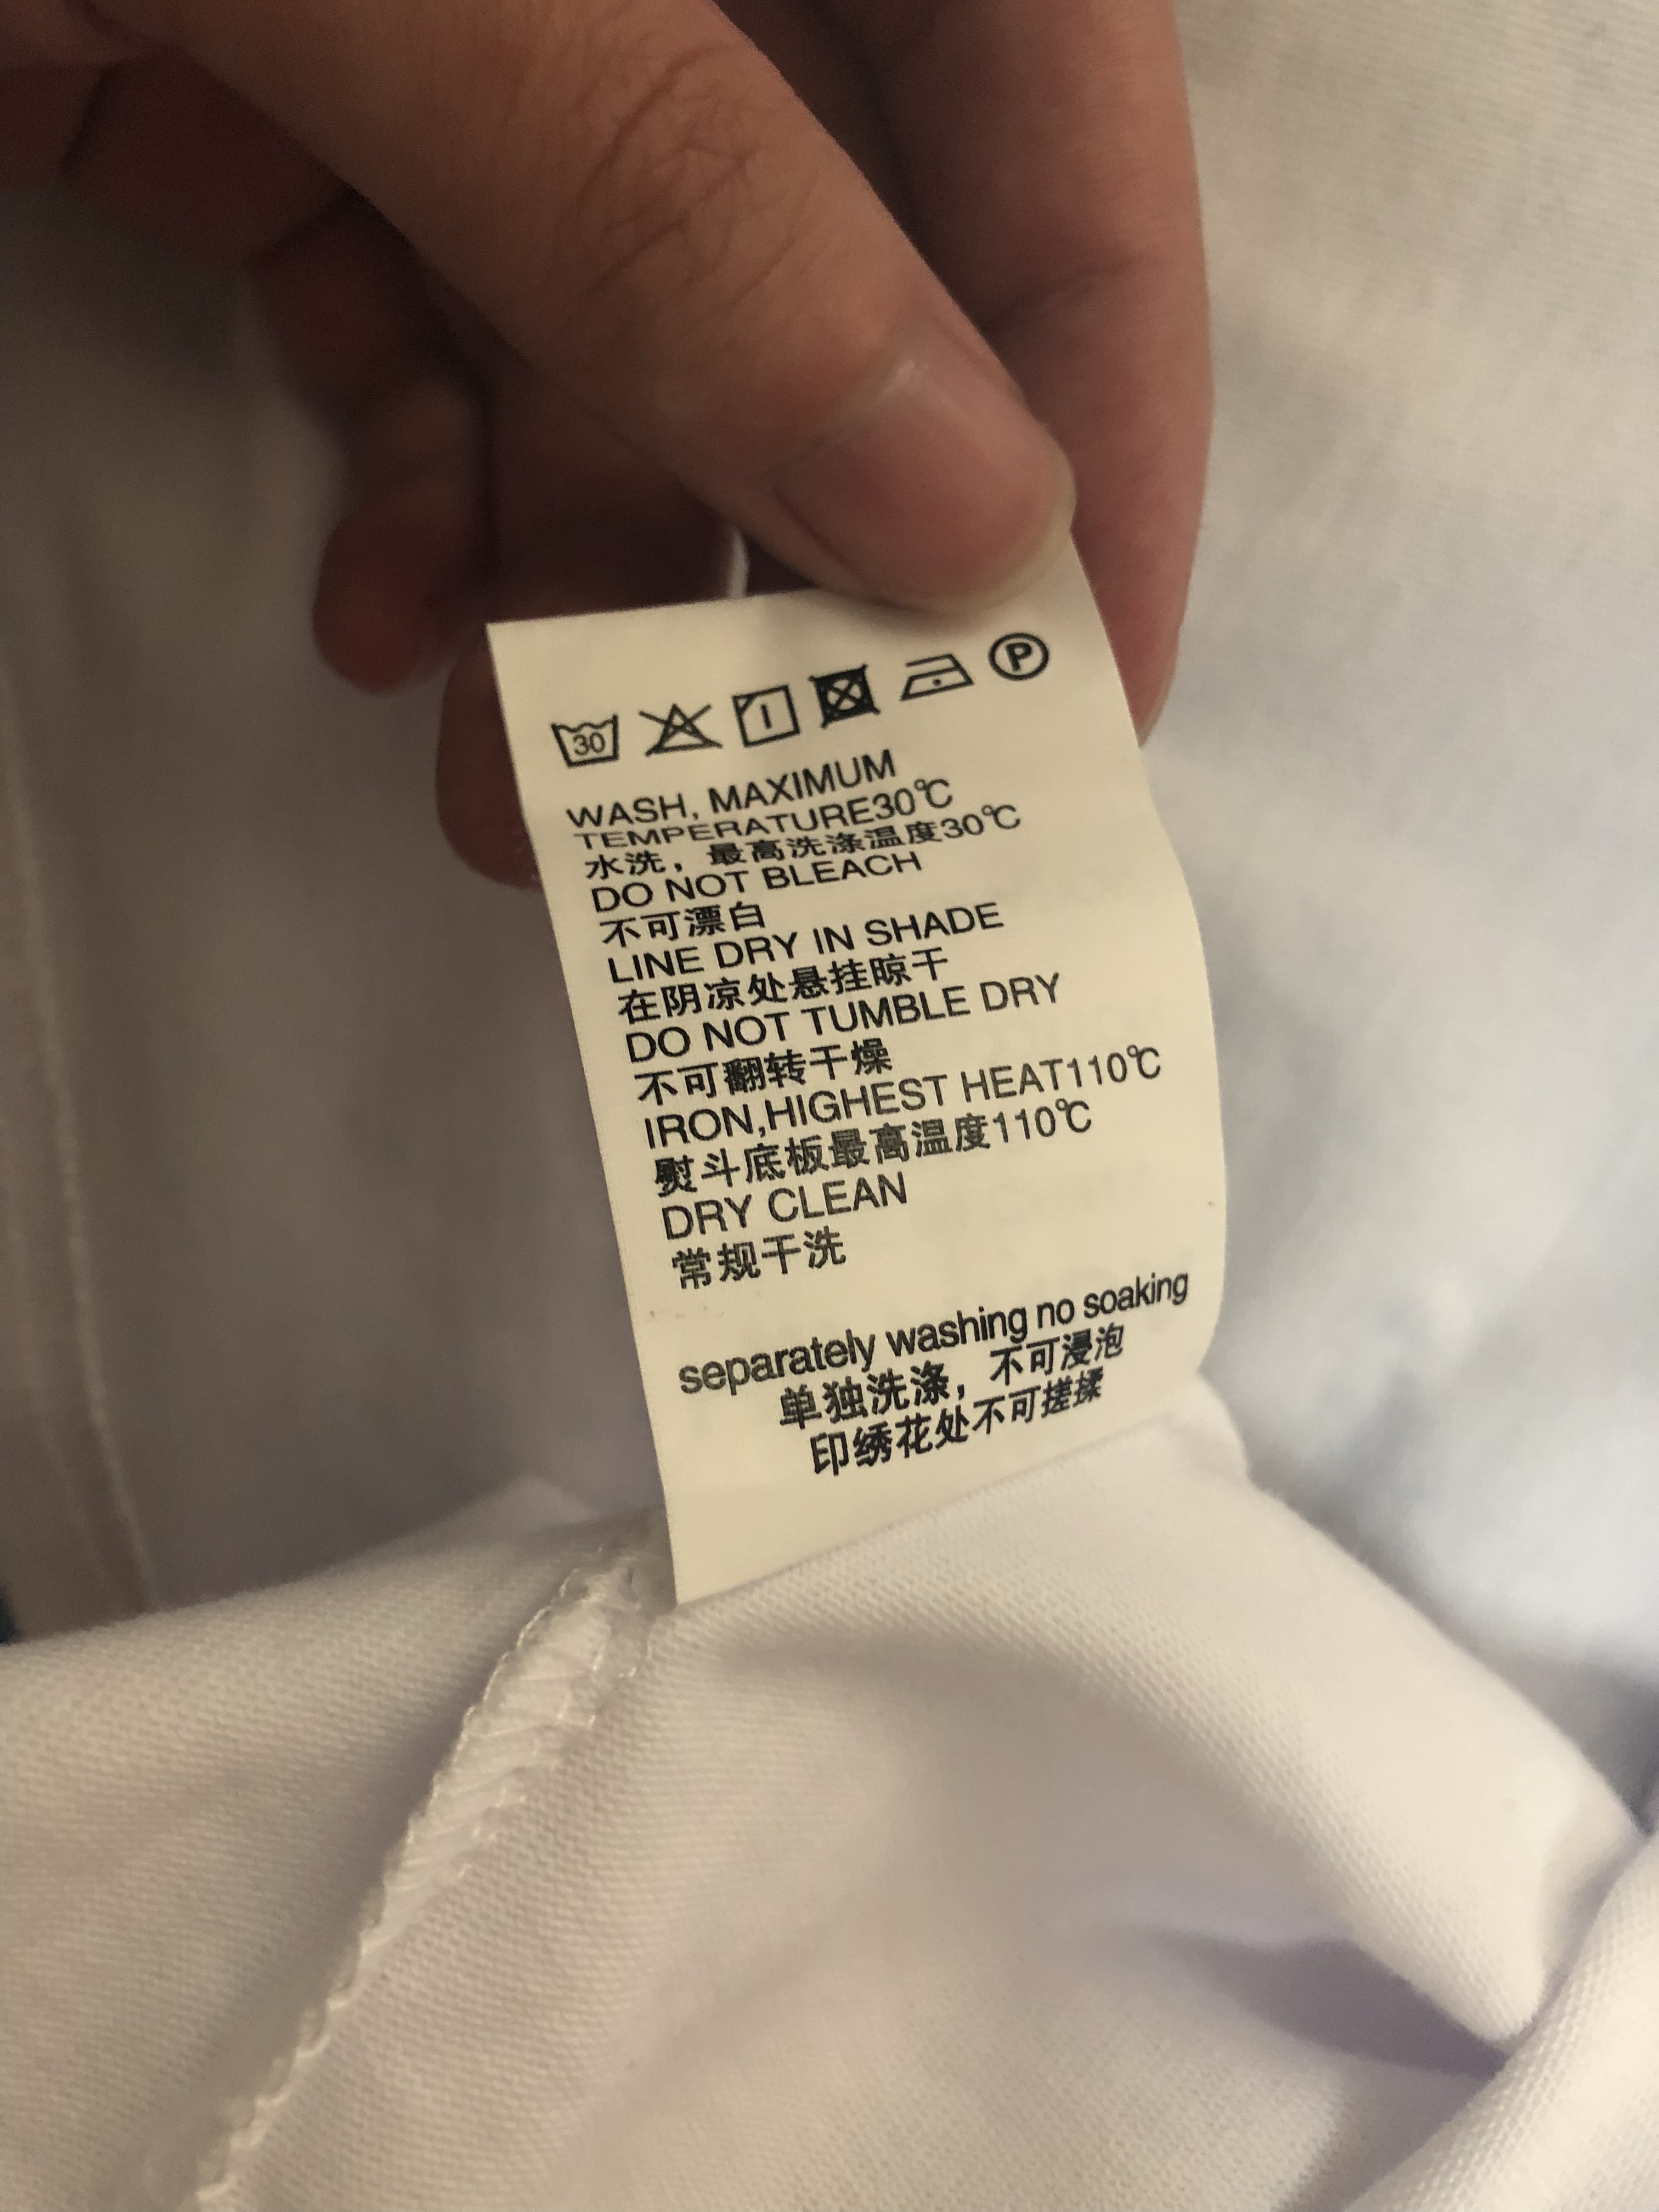 30 P
WASH, MAXIMUM
TEMPERATURE30℃
水洗，最高洗涤温度30℃
DO NOT BLEACH
不可漂白
LINE DRY IN SHADE
在阴凉处悬挂晾干
DO NOT TUMBLE DRY
不可翻转干燥
IRON,HIGHEST HEAT110℃
熨斗底板最高温度110℃
DRY CLEAN
常规干洗
separately washing no soaking
单独洗涤，不可浸泡
印绣花处不可搓揉